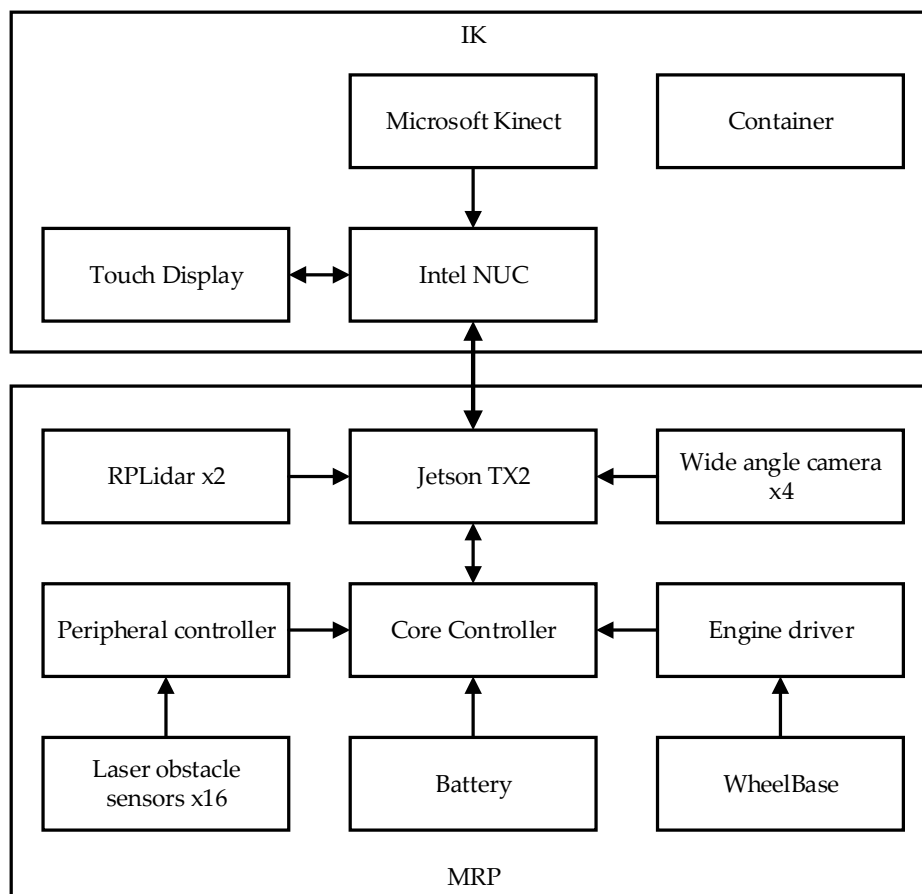 IK
Microsoft Kinect
Container
Touch Display
Intel NUC
RPLidar x2
Jetson TX2
Wide angle camera
x4
Peripheral controller
Core Controller
Engine driver
Laser obstacle
sensors x16
Battery
WheelBase
MRP